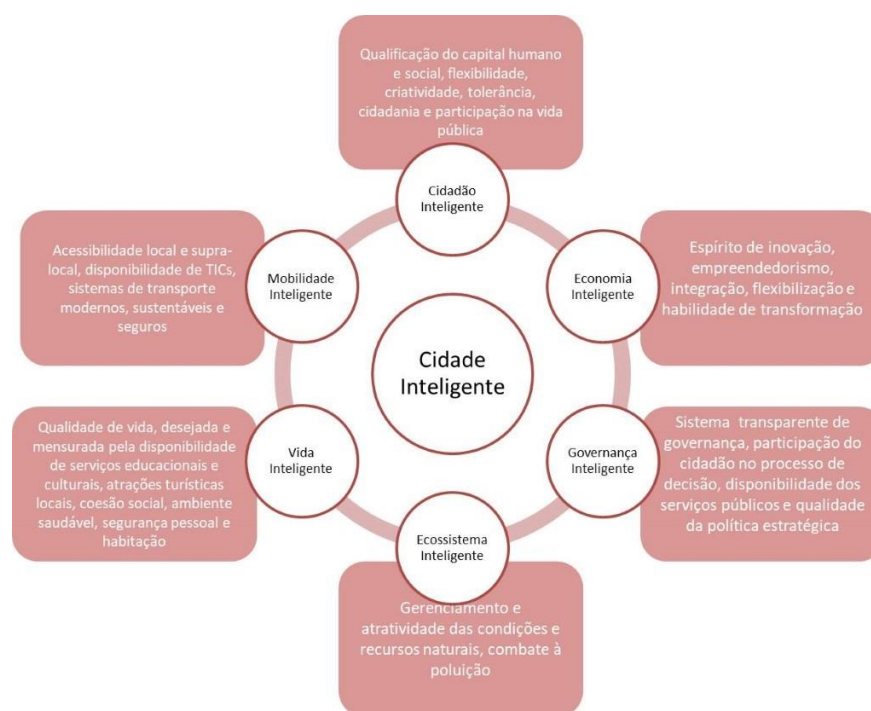 Qualificação do capital humano
e social, flexibilidade,
criatividade, tolerância,
cidadania e participação na vida
pública
Cidadão
Inteligente
Acessibilidade local e supra-
local, disponibilidade de TICs,
sistemas de transporte
modernos, sustentáveis e
seguros
Mobilidade
Inteligente
Economia
Inteligente
Espírito de inovação,
empreendedorismo,
integração, flexibilização e
habilidade de transformação
Cidade
Inteligente
Qualidade de vida, desejada e
mensurada pela disponibilidade
de serviços educacionais e
culturais, atrações turísticas
locais, coesão social, ambiente
saudável, segurança pessoal e
habitação
Vida
Inteligente
Governança
Inteligente
Sistema transparente de
governança, participação do
cidadão no processo de
decisão, disponibilidade dos
serviços públicos e qualidade
da política estratégica
Ecossistema
Inteligente
Gerenciamento e
atratividade das condições e
recursos naturais, combate à
poluição